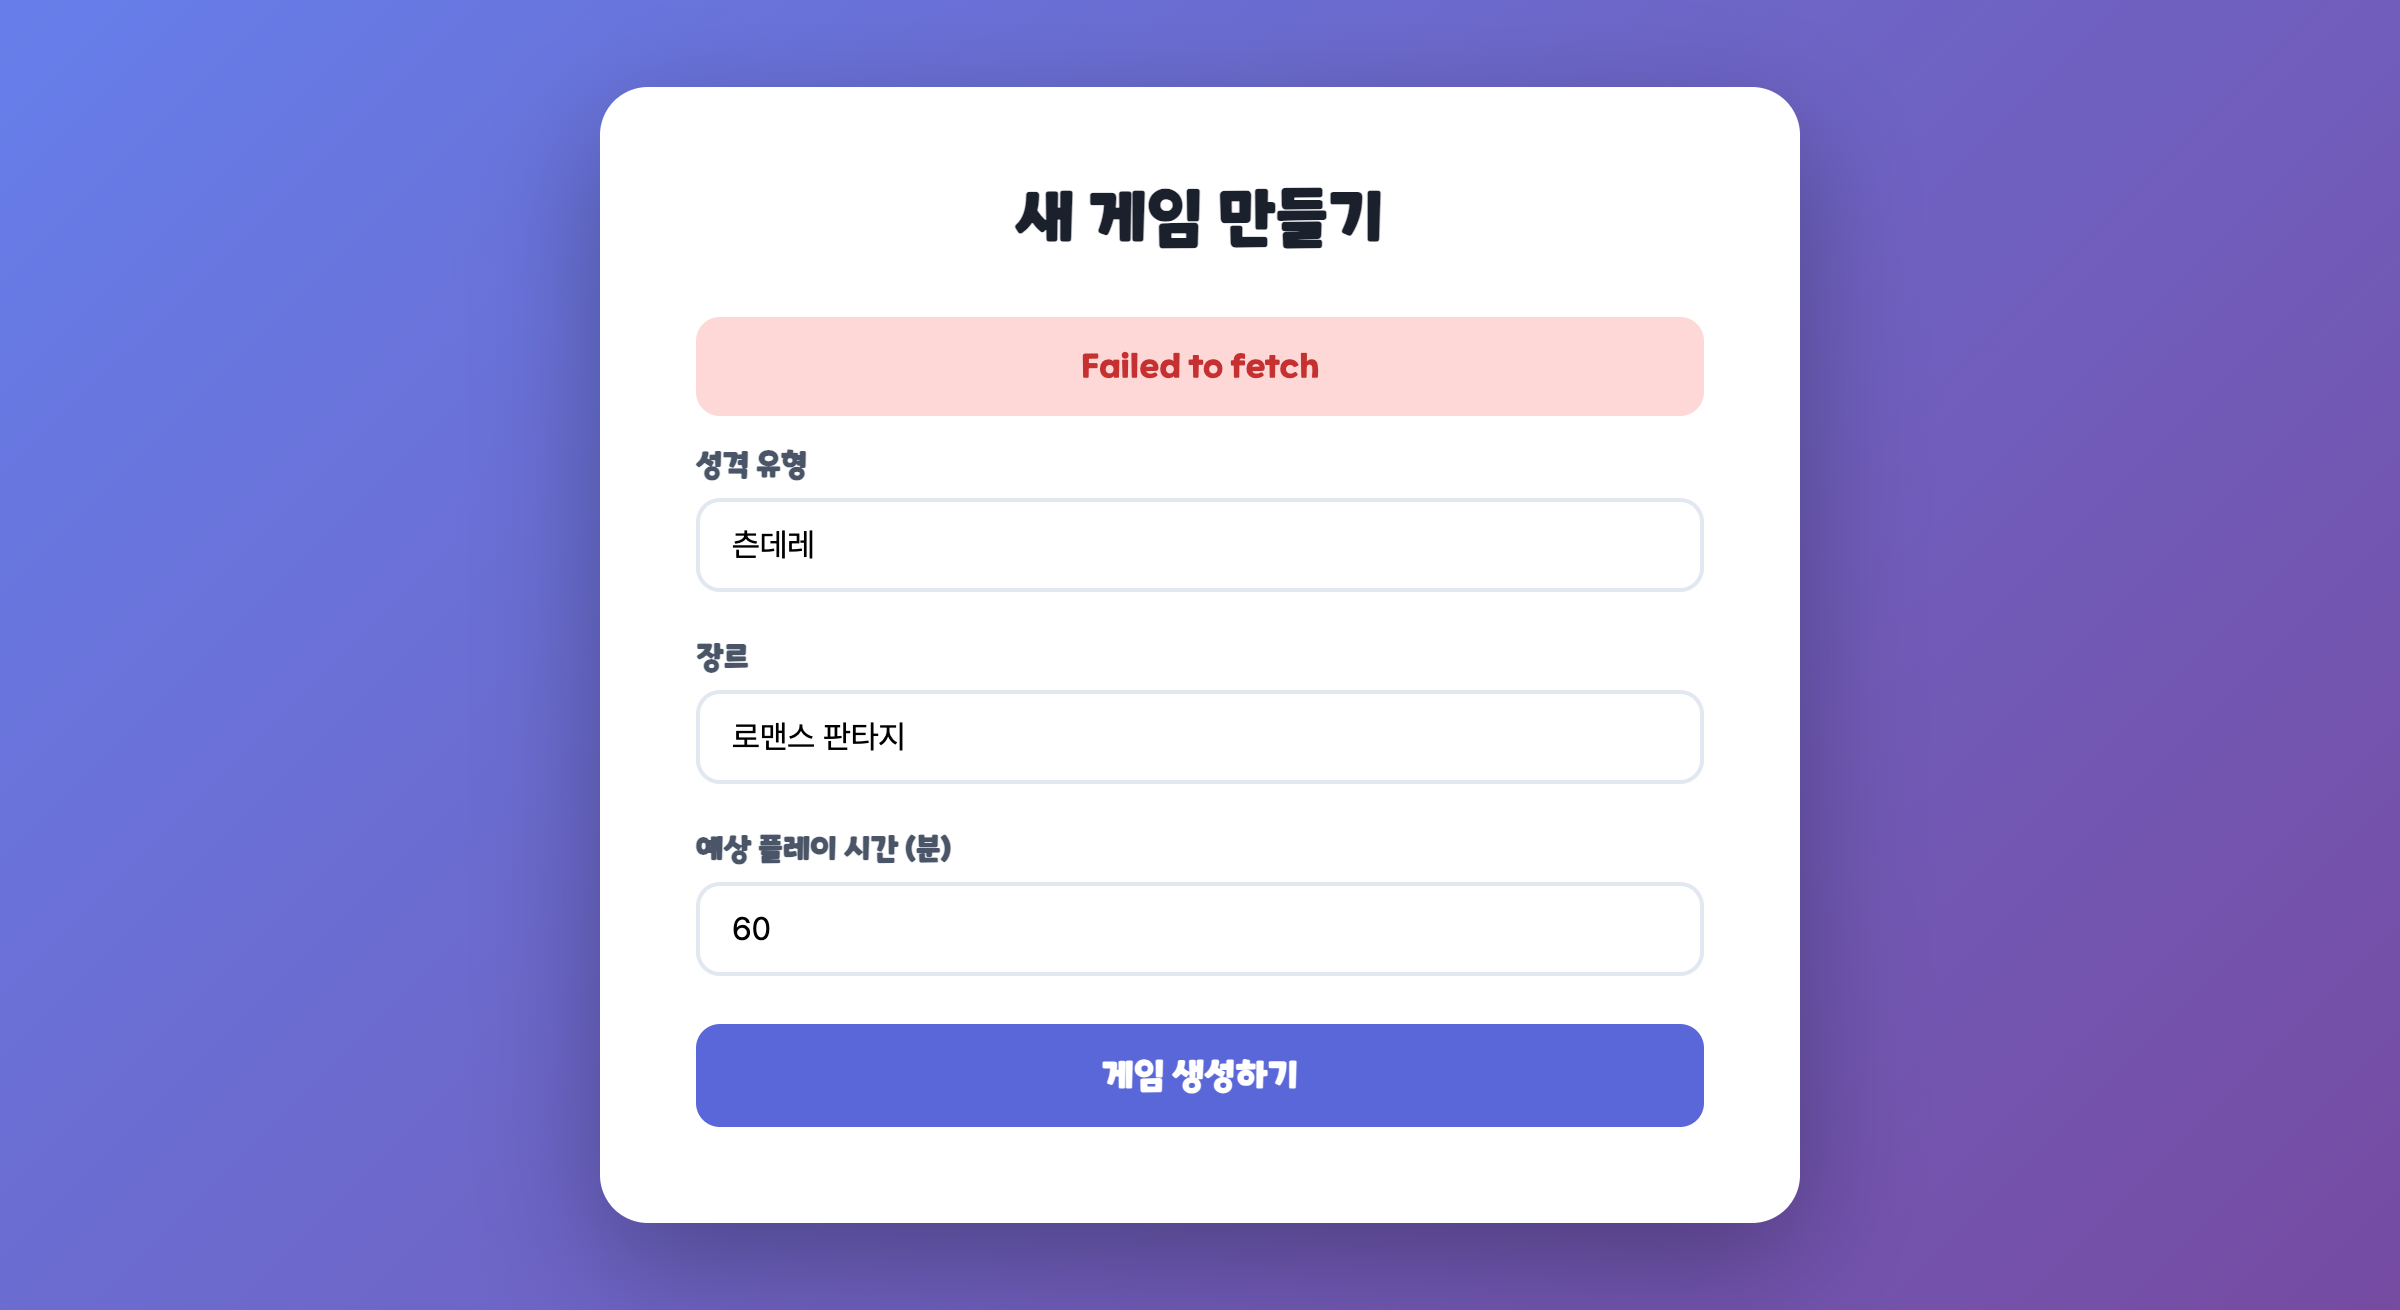 새 게임 만들기
Failed to fetch
성격 유형
츤데레
장르
로맨스 판타지
예상 플레이 시간 (분)
60
게임 생성하기